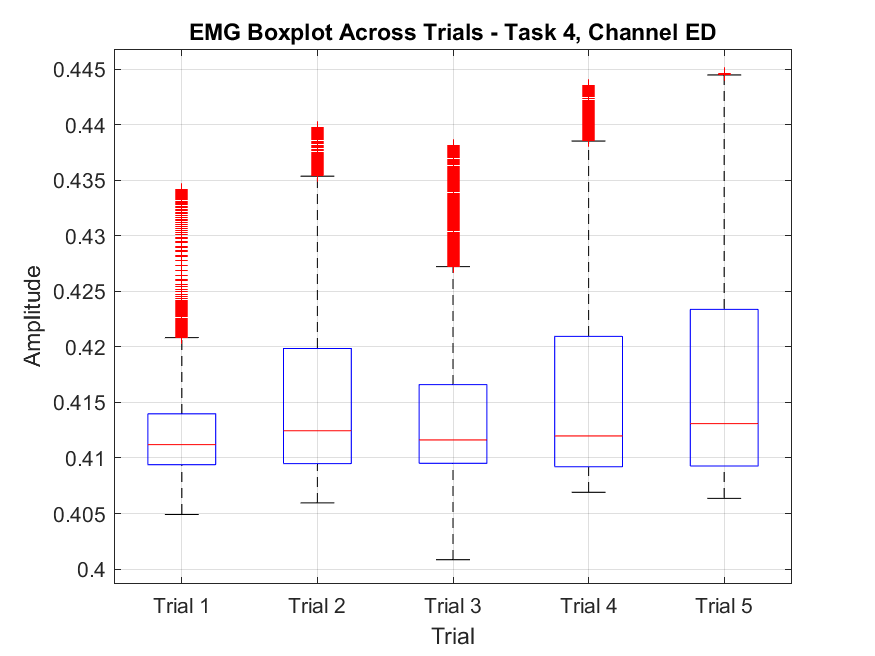 EMG Boxplot Across Trials - Task 4, Channel ED
0.445
0.44
0.435
0.43
0.425
0.42
0.415
0.41
0.405
0.4
Amplitude
Trial 1
Trial 2
Trial 3
Trial 4
Trial 5
Trial